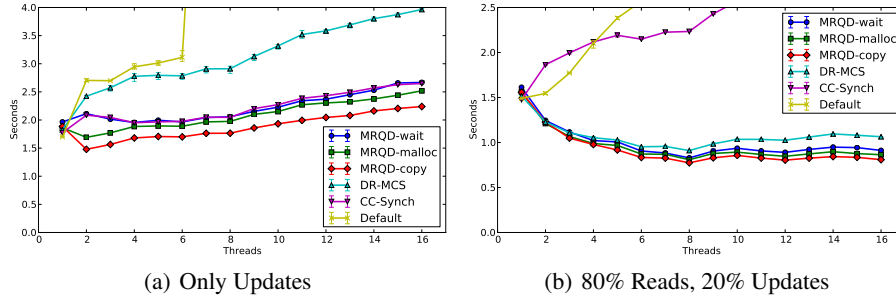 4.0
3.5
3.0
2.5
2.0
1.5
1.0
0.5
0.0
Seconds
0 2 4 6 8 10 12 14 16
Threads
MRQD-wait
MRQD-malloc
MRQD-copy
DR-MCS
CC-Synch
Default
(a) Only Updates
2.5
2.0
1.5
1.0
0.5
0.0
Seconds
0 2 4 6 8 10 12 14 16
Threads
MRQD-wait
MRQD-malloc
MRQD-copy
DR-MCS
CC-Synch
Default
(b) 80% Reads, 20% Updates